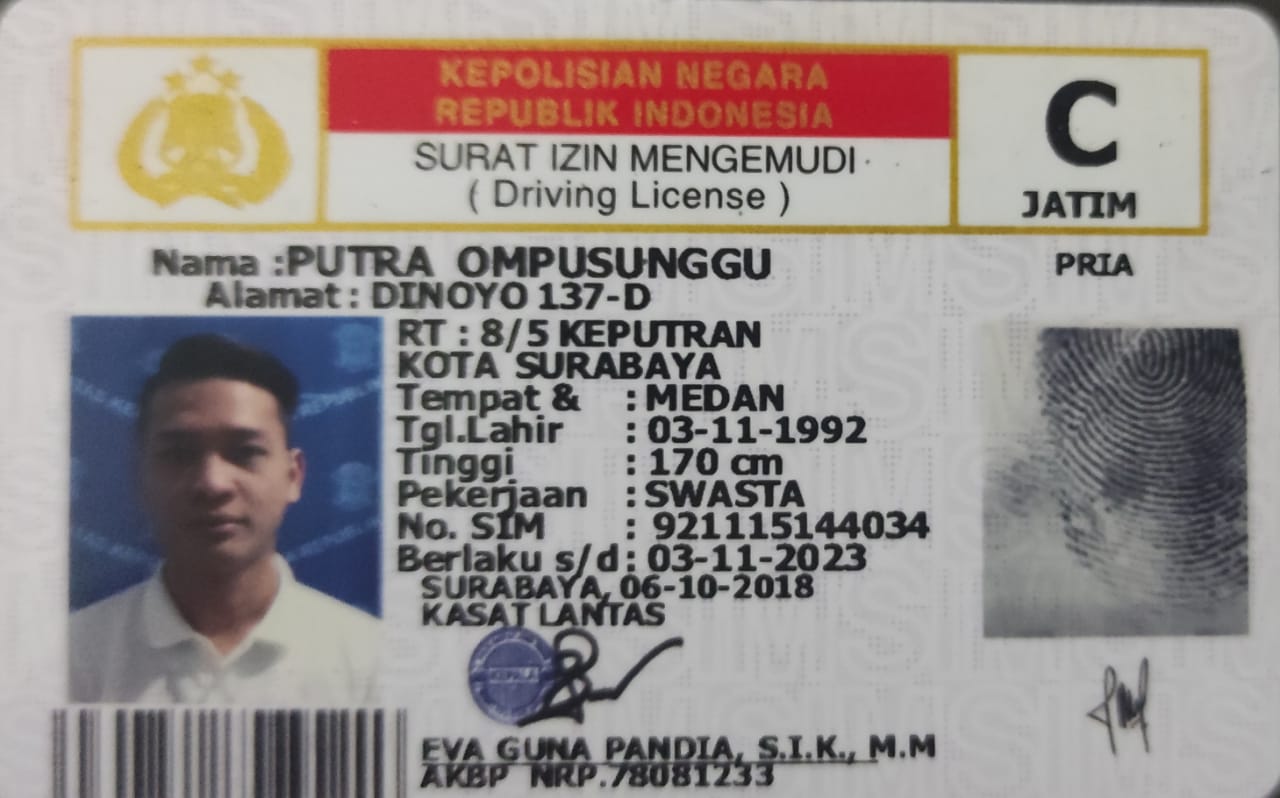 KEPOLISIAN NEGARA
REPUBLIK INDONESIA
SURAT IZIN MENGEMUDI
( Driving License )
C
JATIM
Nama :PUTRA OMPUSUNGGU
PRIA
Alamat : DINOYO 137-D
RT : 8/5 KEPUTRAN
KOTA SURABAYA
Tempat & : MEDAN
Tgl.Lahir : 03-11-1992
Tinggi : 170 cm
Pekerjaan : SWASTA
No. SIM : 921115144034
Berlaku s/d : 03-11-2023
SURABAYA, 06-10-2018
KASAT LANTAS
KEPALA
EVA GUNA PANDIA, S.I.K., M.M
AKBP NRP.78081233